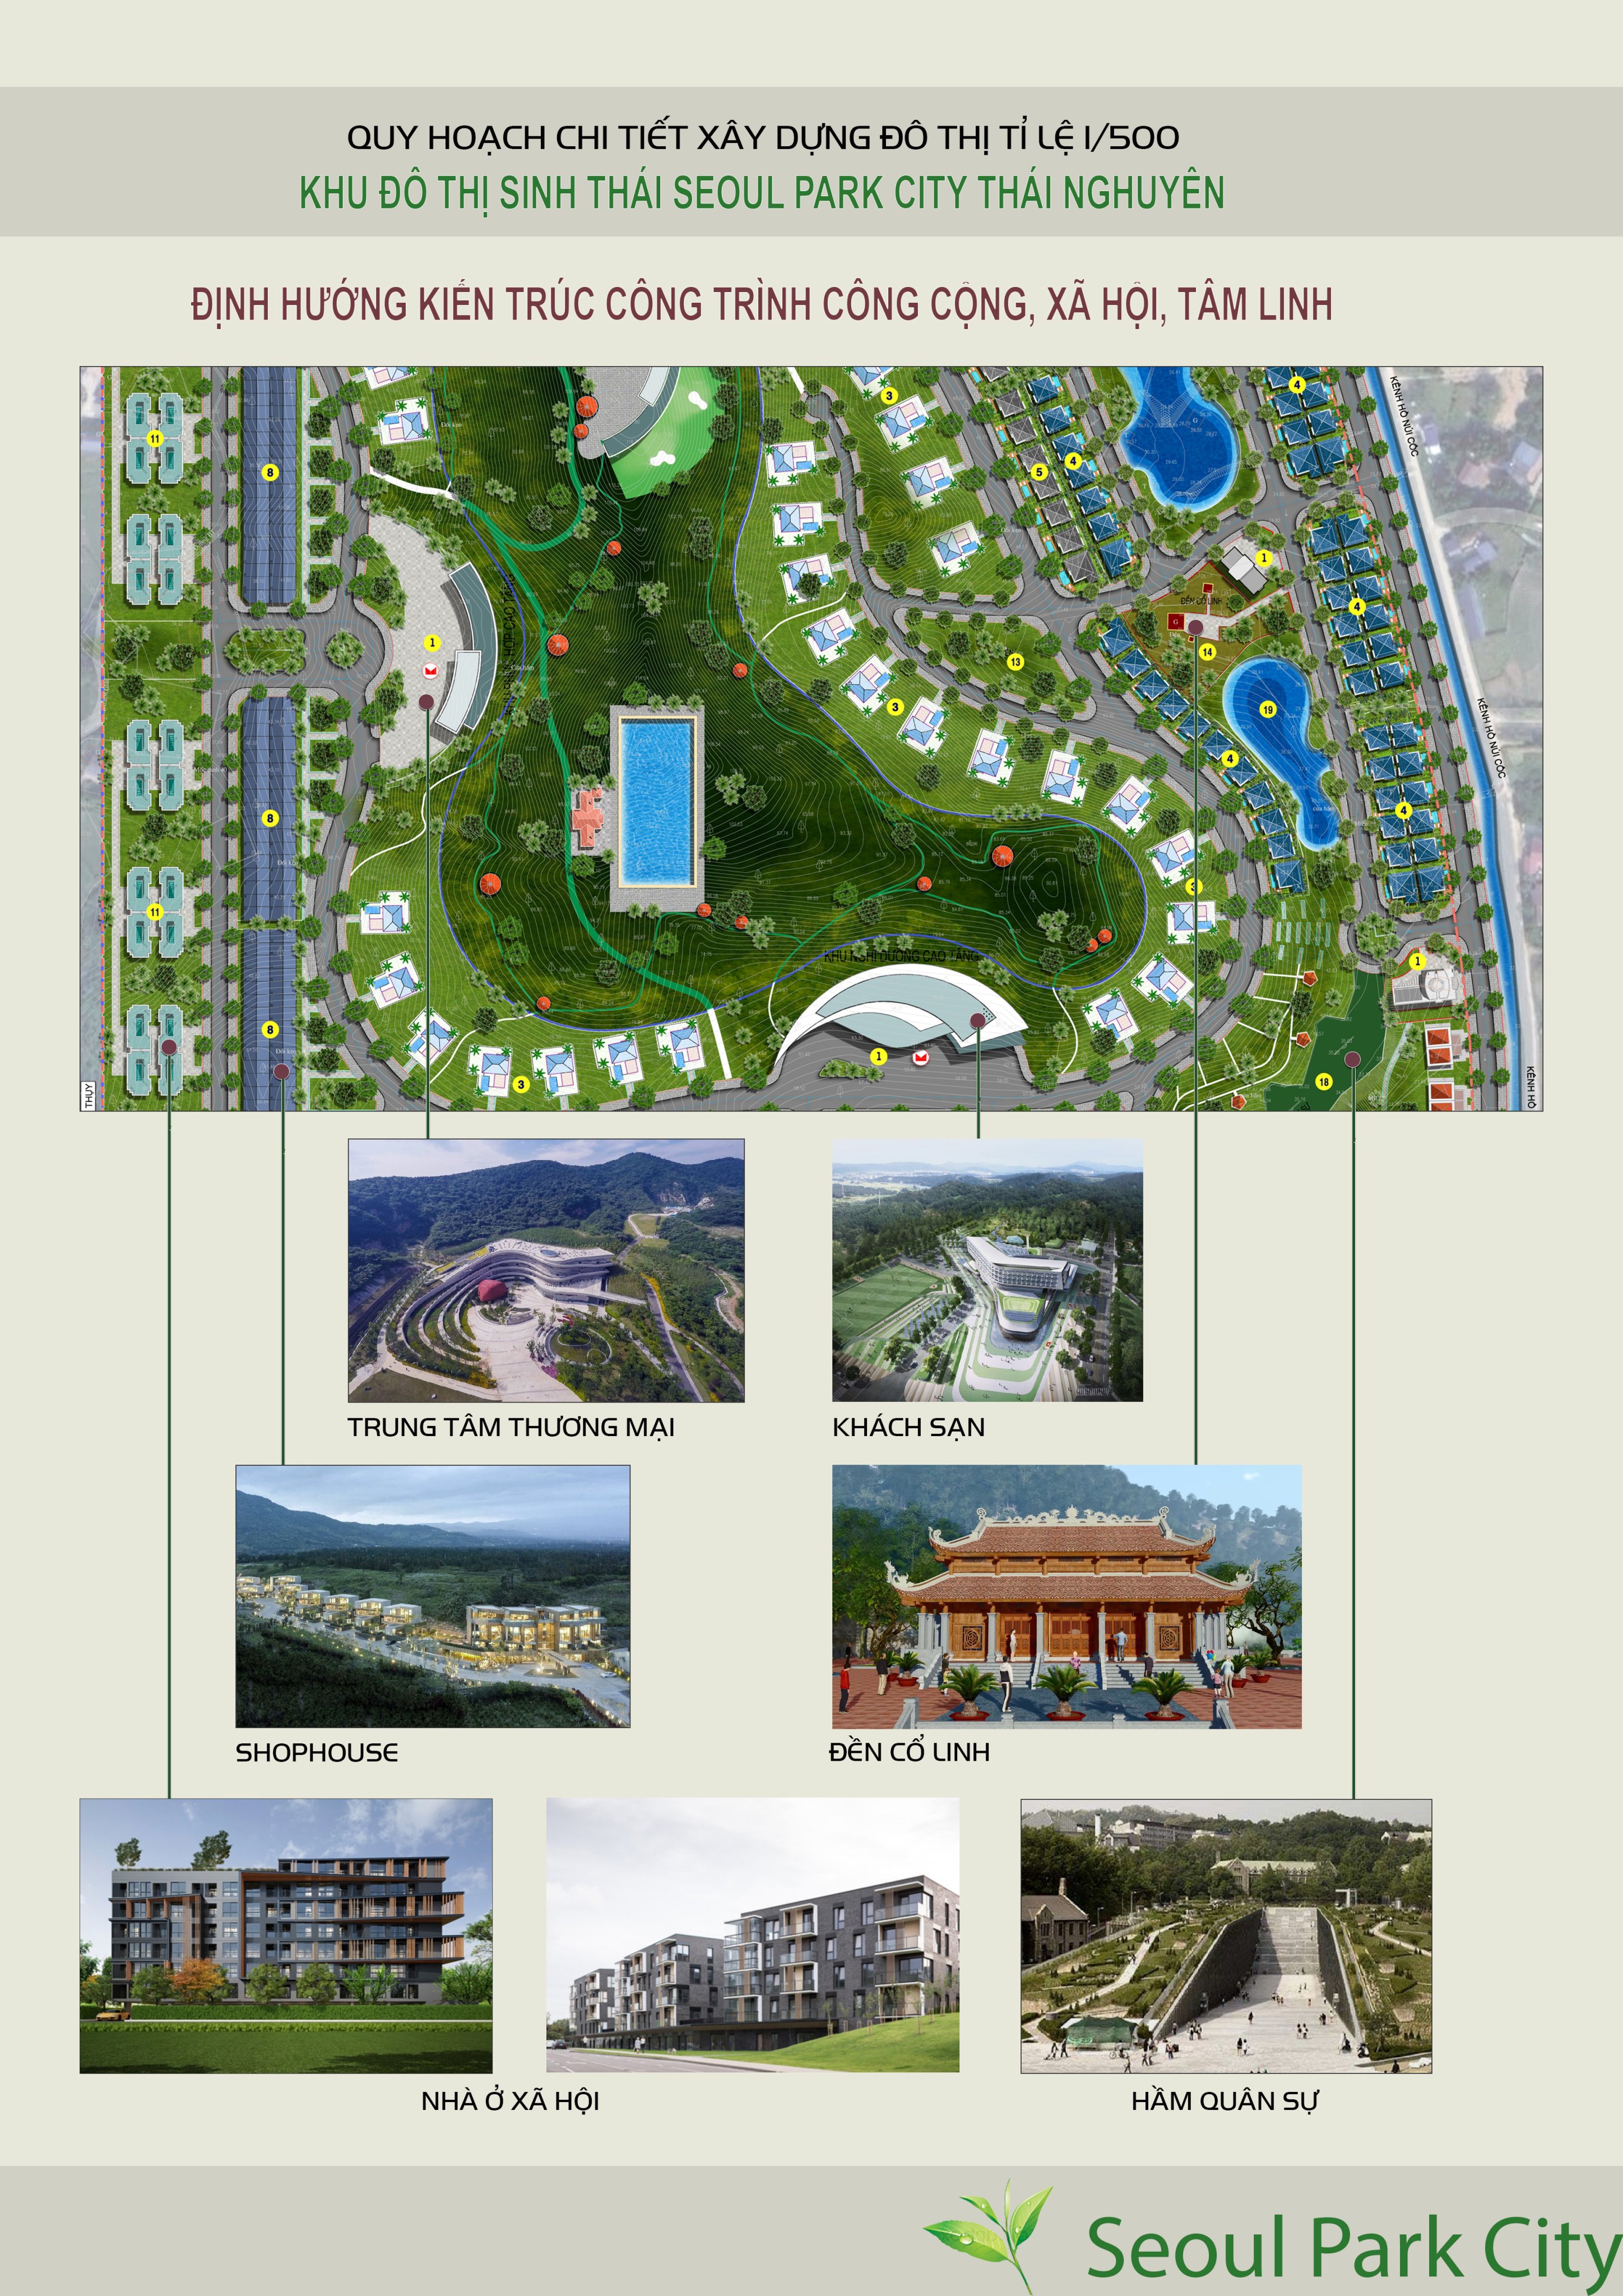 QUY HOẠCH CHI TIẾT XÂY DỰNG ĐÔ THỊ TỈ LỆ 1/500
KHU ĐÔ THỊ SINH THÁI SEOUL PARK CITY THÁI NGHUYÊN
ĐỊNH HƯỚNG KIẾN TRÚC CÔNG TRÌNH CÔNG CỘNG, XÃ HỘI, TÂM LINH
KÊNH HỒ NÚI CỐC
3
4
11
8
5
4
1
4
ĐỀN CỔ LINH
G
1
13
14
3
19
KÊNH HỒ NÚI CỐC
4
8
4
3
11
KHU NGHỈ DƯỠNG CAO TẦNG
1
8
1
3
18
THỤY
KÊNH HỒ
TRUNG TÂM THƯƠNG MẠI
KHÁCH SẠN
SHOPHOUSE
ĐỀN CỔ LINH
NHÀ Ở XÃ HỘI
HẦM QUÂN SỰ
Seoul Park City